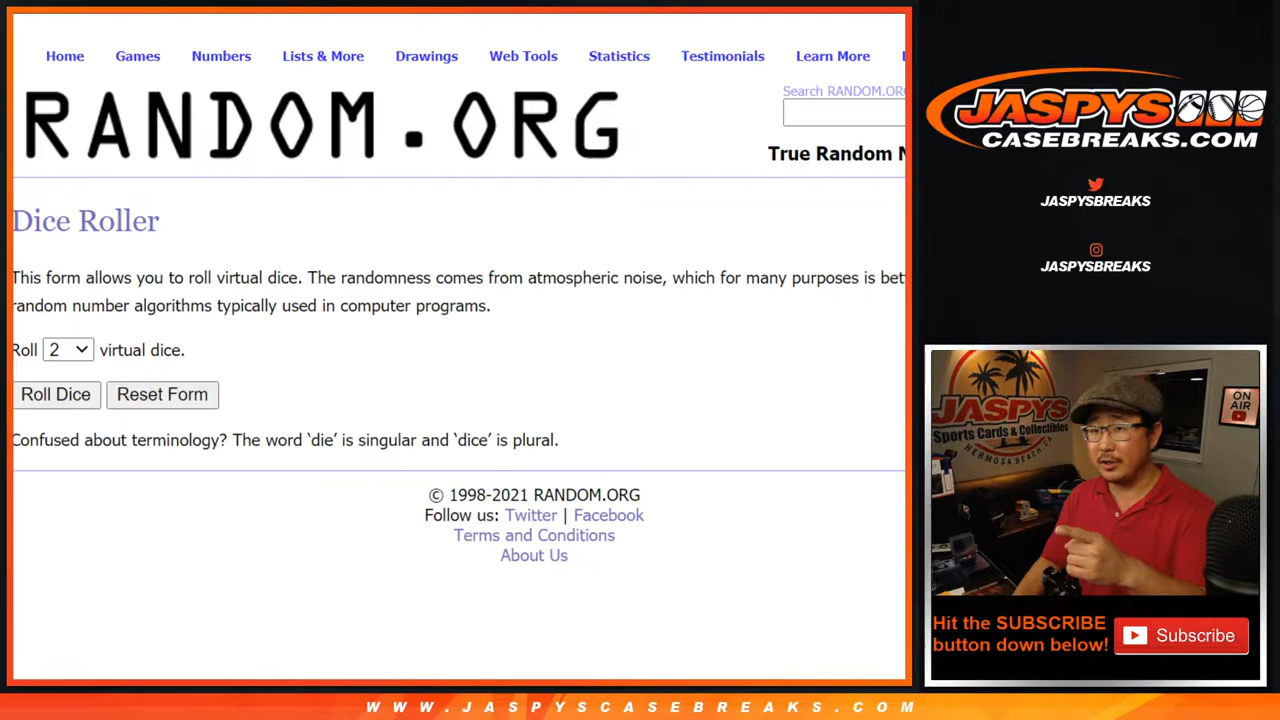 Home Games Numbers Lists & More Drawings Web Tools Statistics Testimonials Learn More
RANDOM.ORG
Search RANDOM.ORG
True Random N
Dice Roller
This form allows you to roll virtual dice. The randomness comes from atmospheric noise, which for many purposes is bet
random number algorithms typically used in computer programs.
Roll 2 virtual dice.
Roll Dice Reset Form
Confused about terminology? The word ‘die’ is singular and ‘dice’ is plural.
© 1998-2021 RANDOM.ORG
Follow us: Twitter | Facebook
Terms and Conditions
About Us
JASPYS
CASEBREAKS.COM
JASPYSBREAKS
JASPYSBREAKS
JASPYS
Sports Cards & Collectibles
HERMOSA BEACH, CA
ON
AIR
Hit the SUBSCRIBE
button down below!
Subscribe
WWW.JASPYSCASEBREAKS.COM